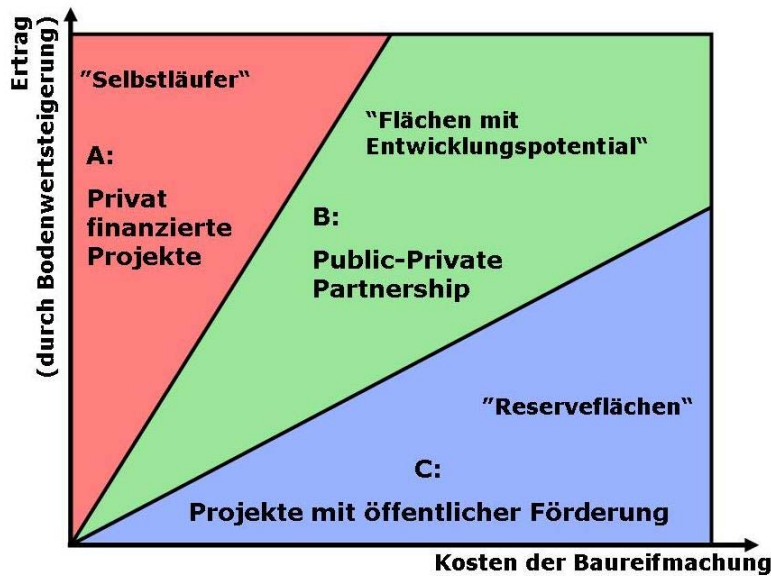 Ertrag
(durch Bodenwertsteigerung)
"Selbstläufer“
A:
Privat
finanzierte
Projekte
“Flächen mit
Entwicklungspotential“
B:
Public-Private
Partnership
"Reserveflächen“
C:
Projekte mit öffentlicher Förderung
Kosten der Baureifmachung